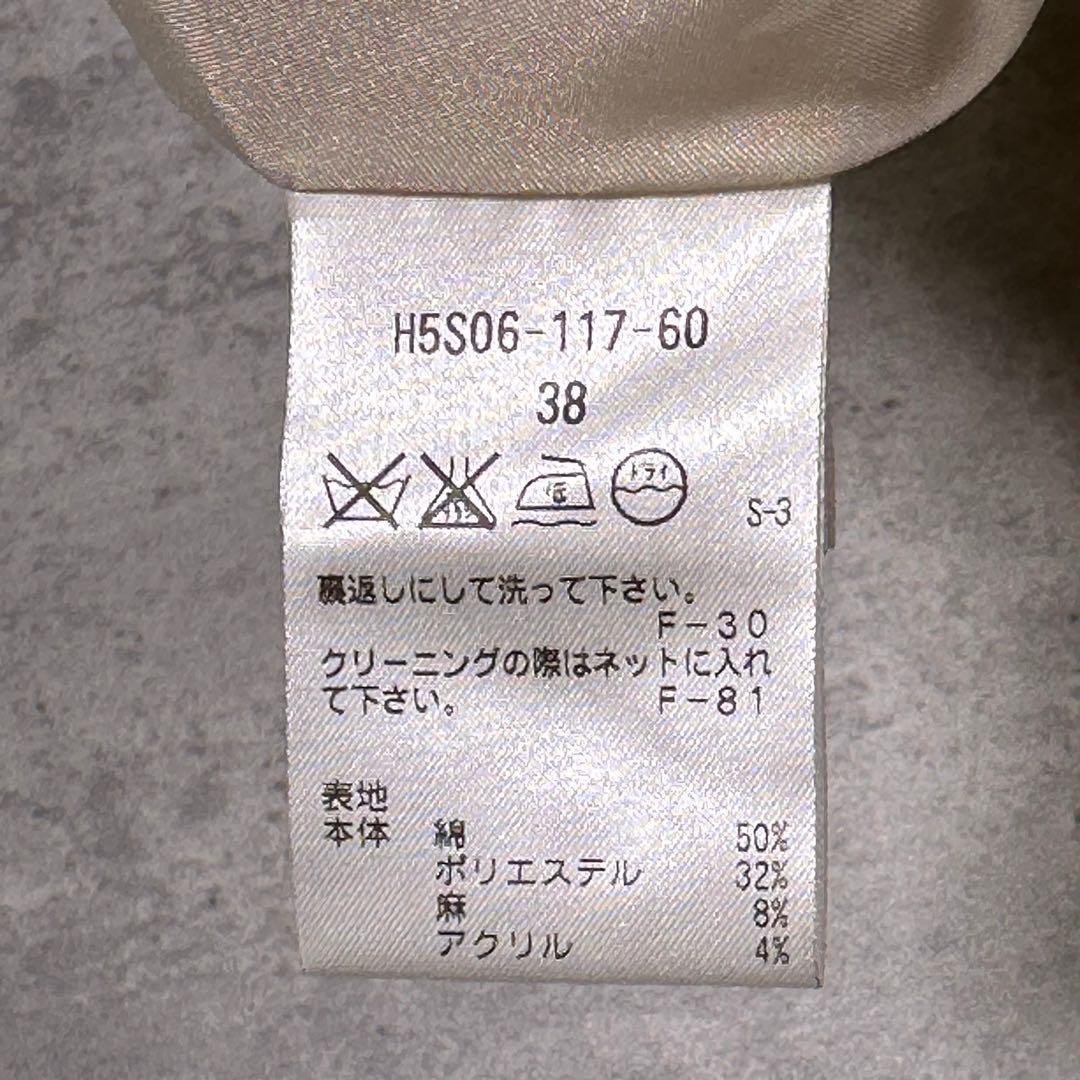 H5S06-117-60
38
ドライ
S-3
裏返しにして洗って下さい。
F-30
クリーニングの際はネットに入れ
て下さい。 F-81
表地
本体 綿 50%
ポリエステル 32%
麻 8%
アクリル 4%